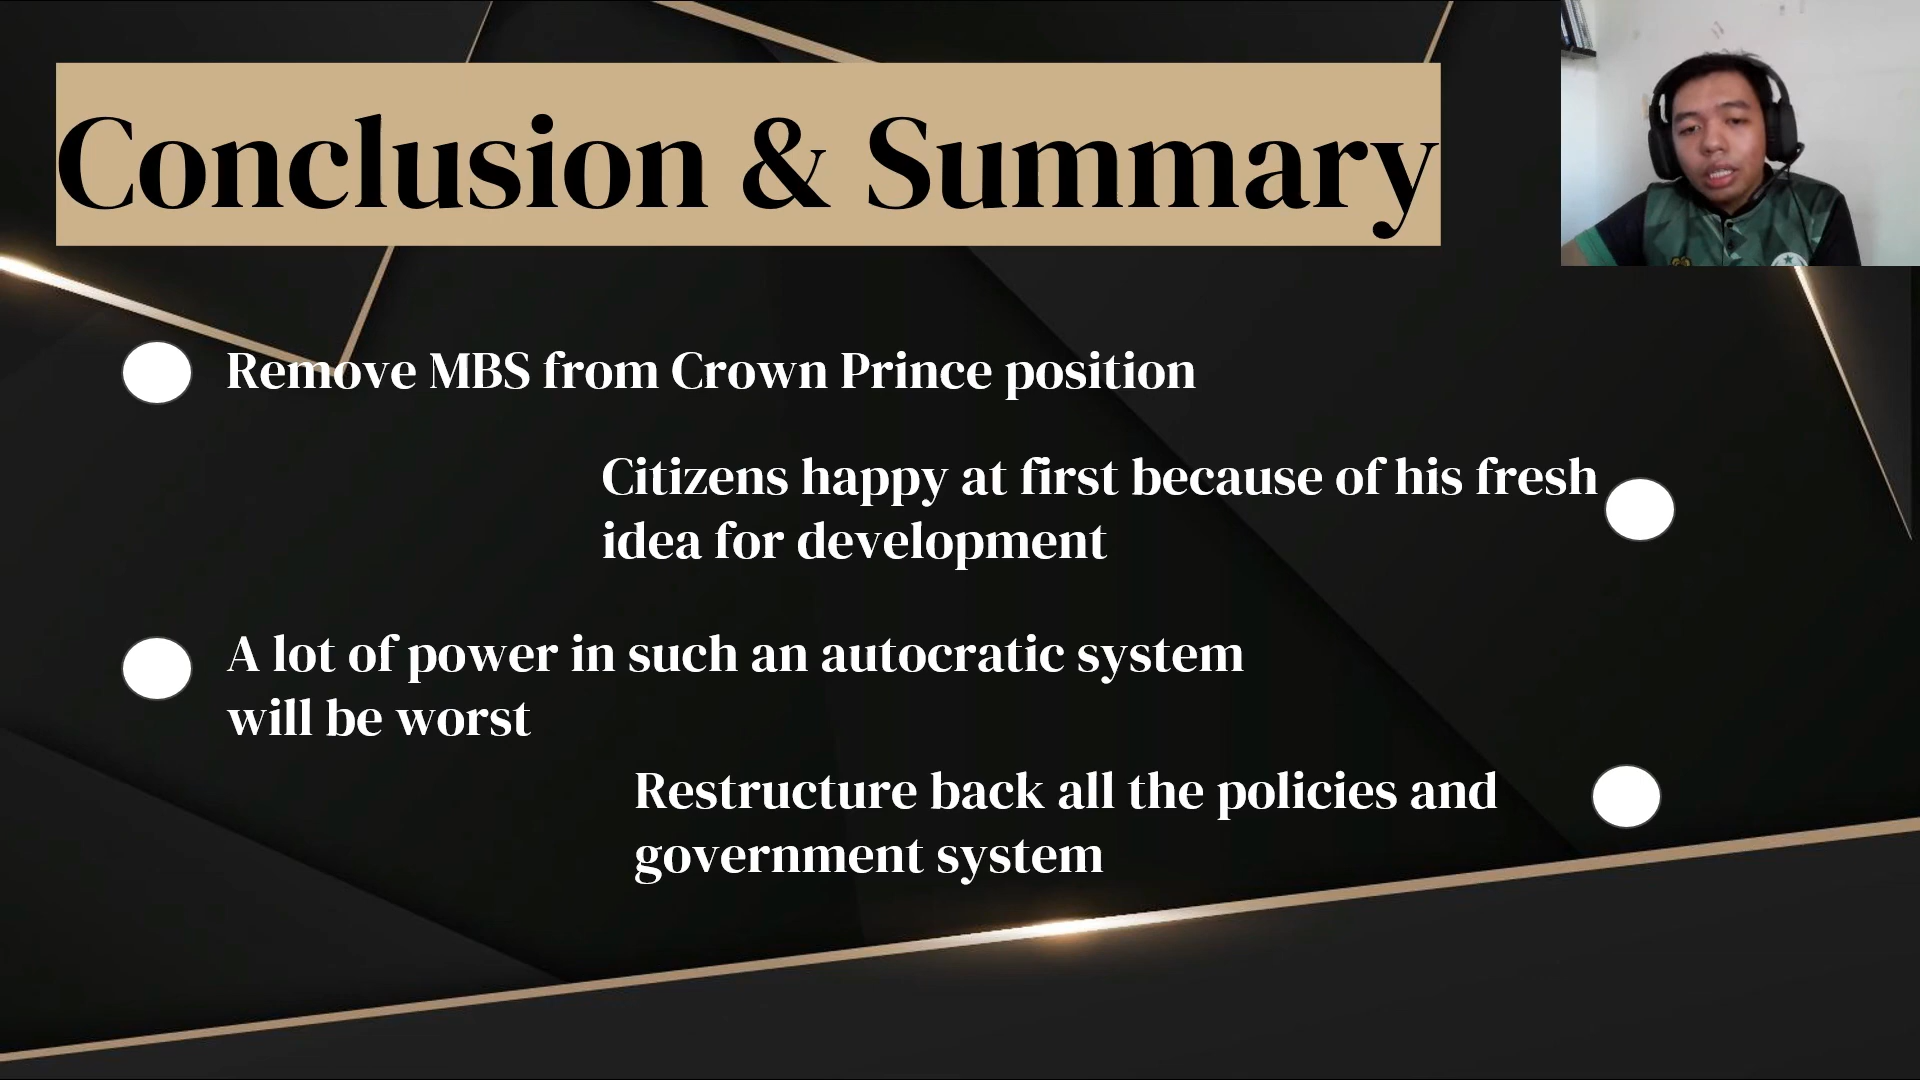 Conclusion & Summary
Remove MBS from Crown Prince position
Citizens happy at first because of his fresh
idea for development
A lot of power in such an autocratic system
will be worst
Restructure back all the policies and
government system